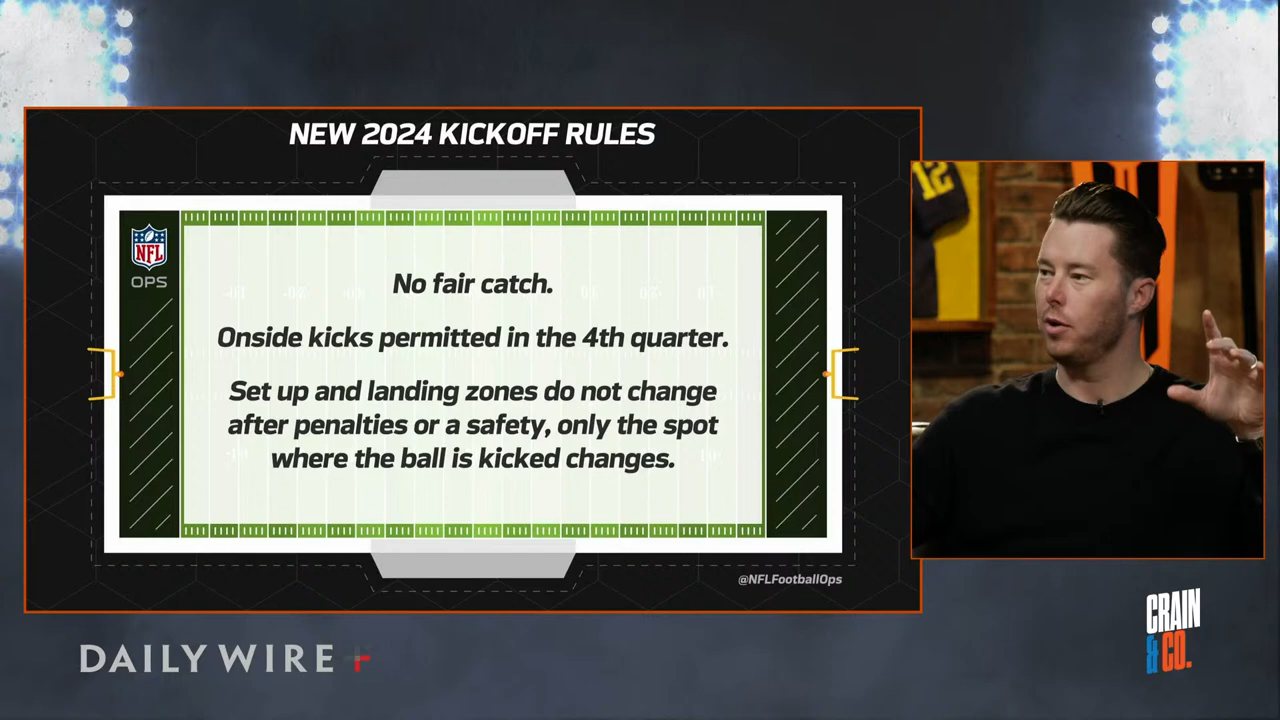 NEW 2024 KICKOFF RULES
NFL
OPS
No fair catch.
Onside kicks permitted in the 4th quarter.
Set up and landing zones do not change
after penalties or a safety, only the spot
where the ball is kicked changes.
@NFLFootballOps
12
DAILYWIRE+
CRAIN
& CO.